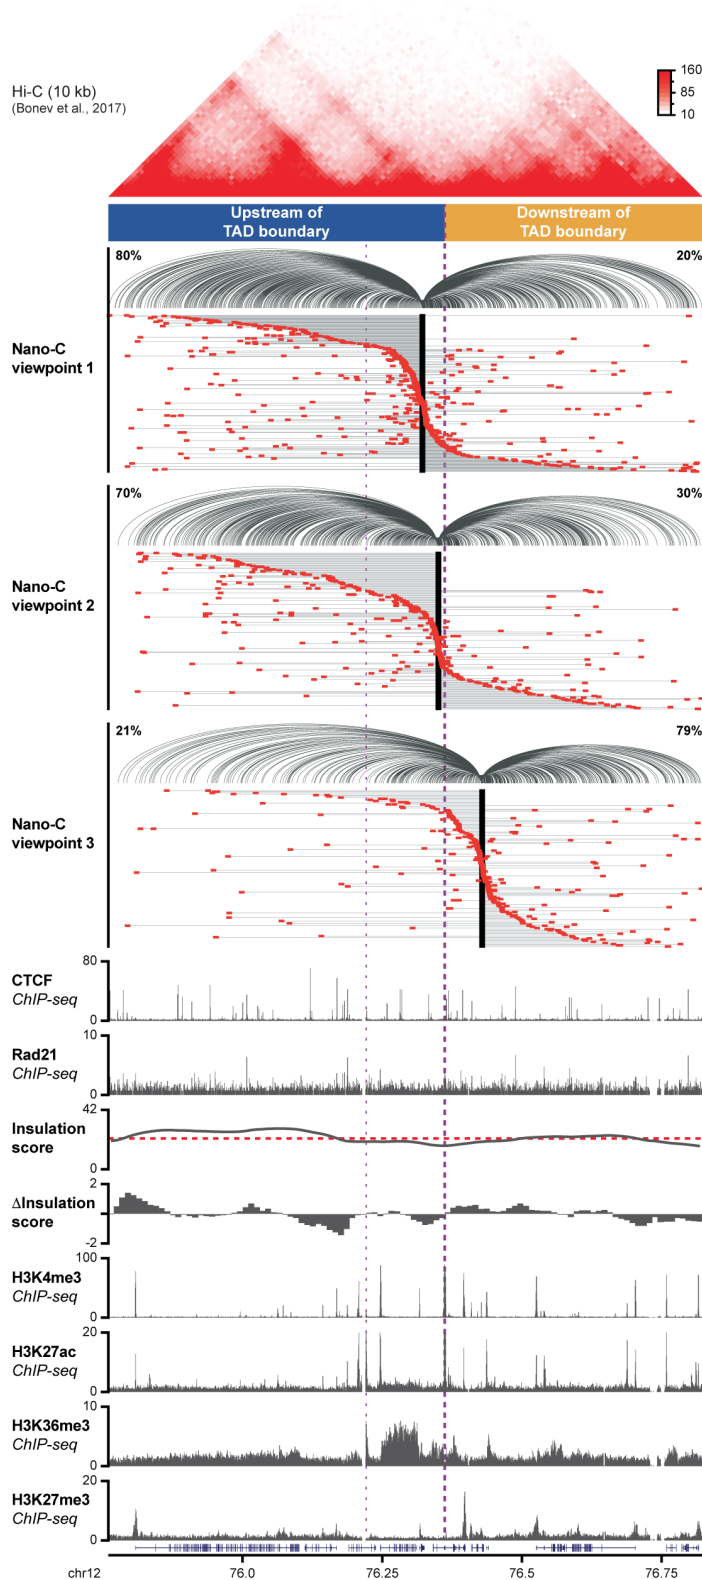 Hi-C (10 kb)
(Bonev et al., 2017)
160
85
10
Upstream of
TAD boundary
Downstream of
TAD boundary
80%
20%
Nano-C
viewpoint 1
70%
30%
Nano-C
viewpoint 2
21%
79%
Nano-C
viewpoint 3
80
CTCF
ChIP-seq
0
10
Rad21
ChIP-seq
0
42
Insulation
score
0
2
ΔInsulation
score
-2
100
H3K4me3
ChIP-seq
0
20
H3K27ac
ChIP-seq
0
10
H3K36me3
ChIP-seq
0
20
H3K27me3
ChIP-seq
0
chr12 76.0 76.25 76.5 76.75